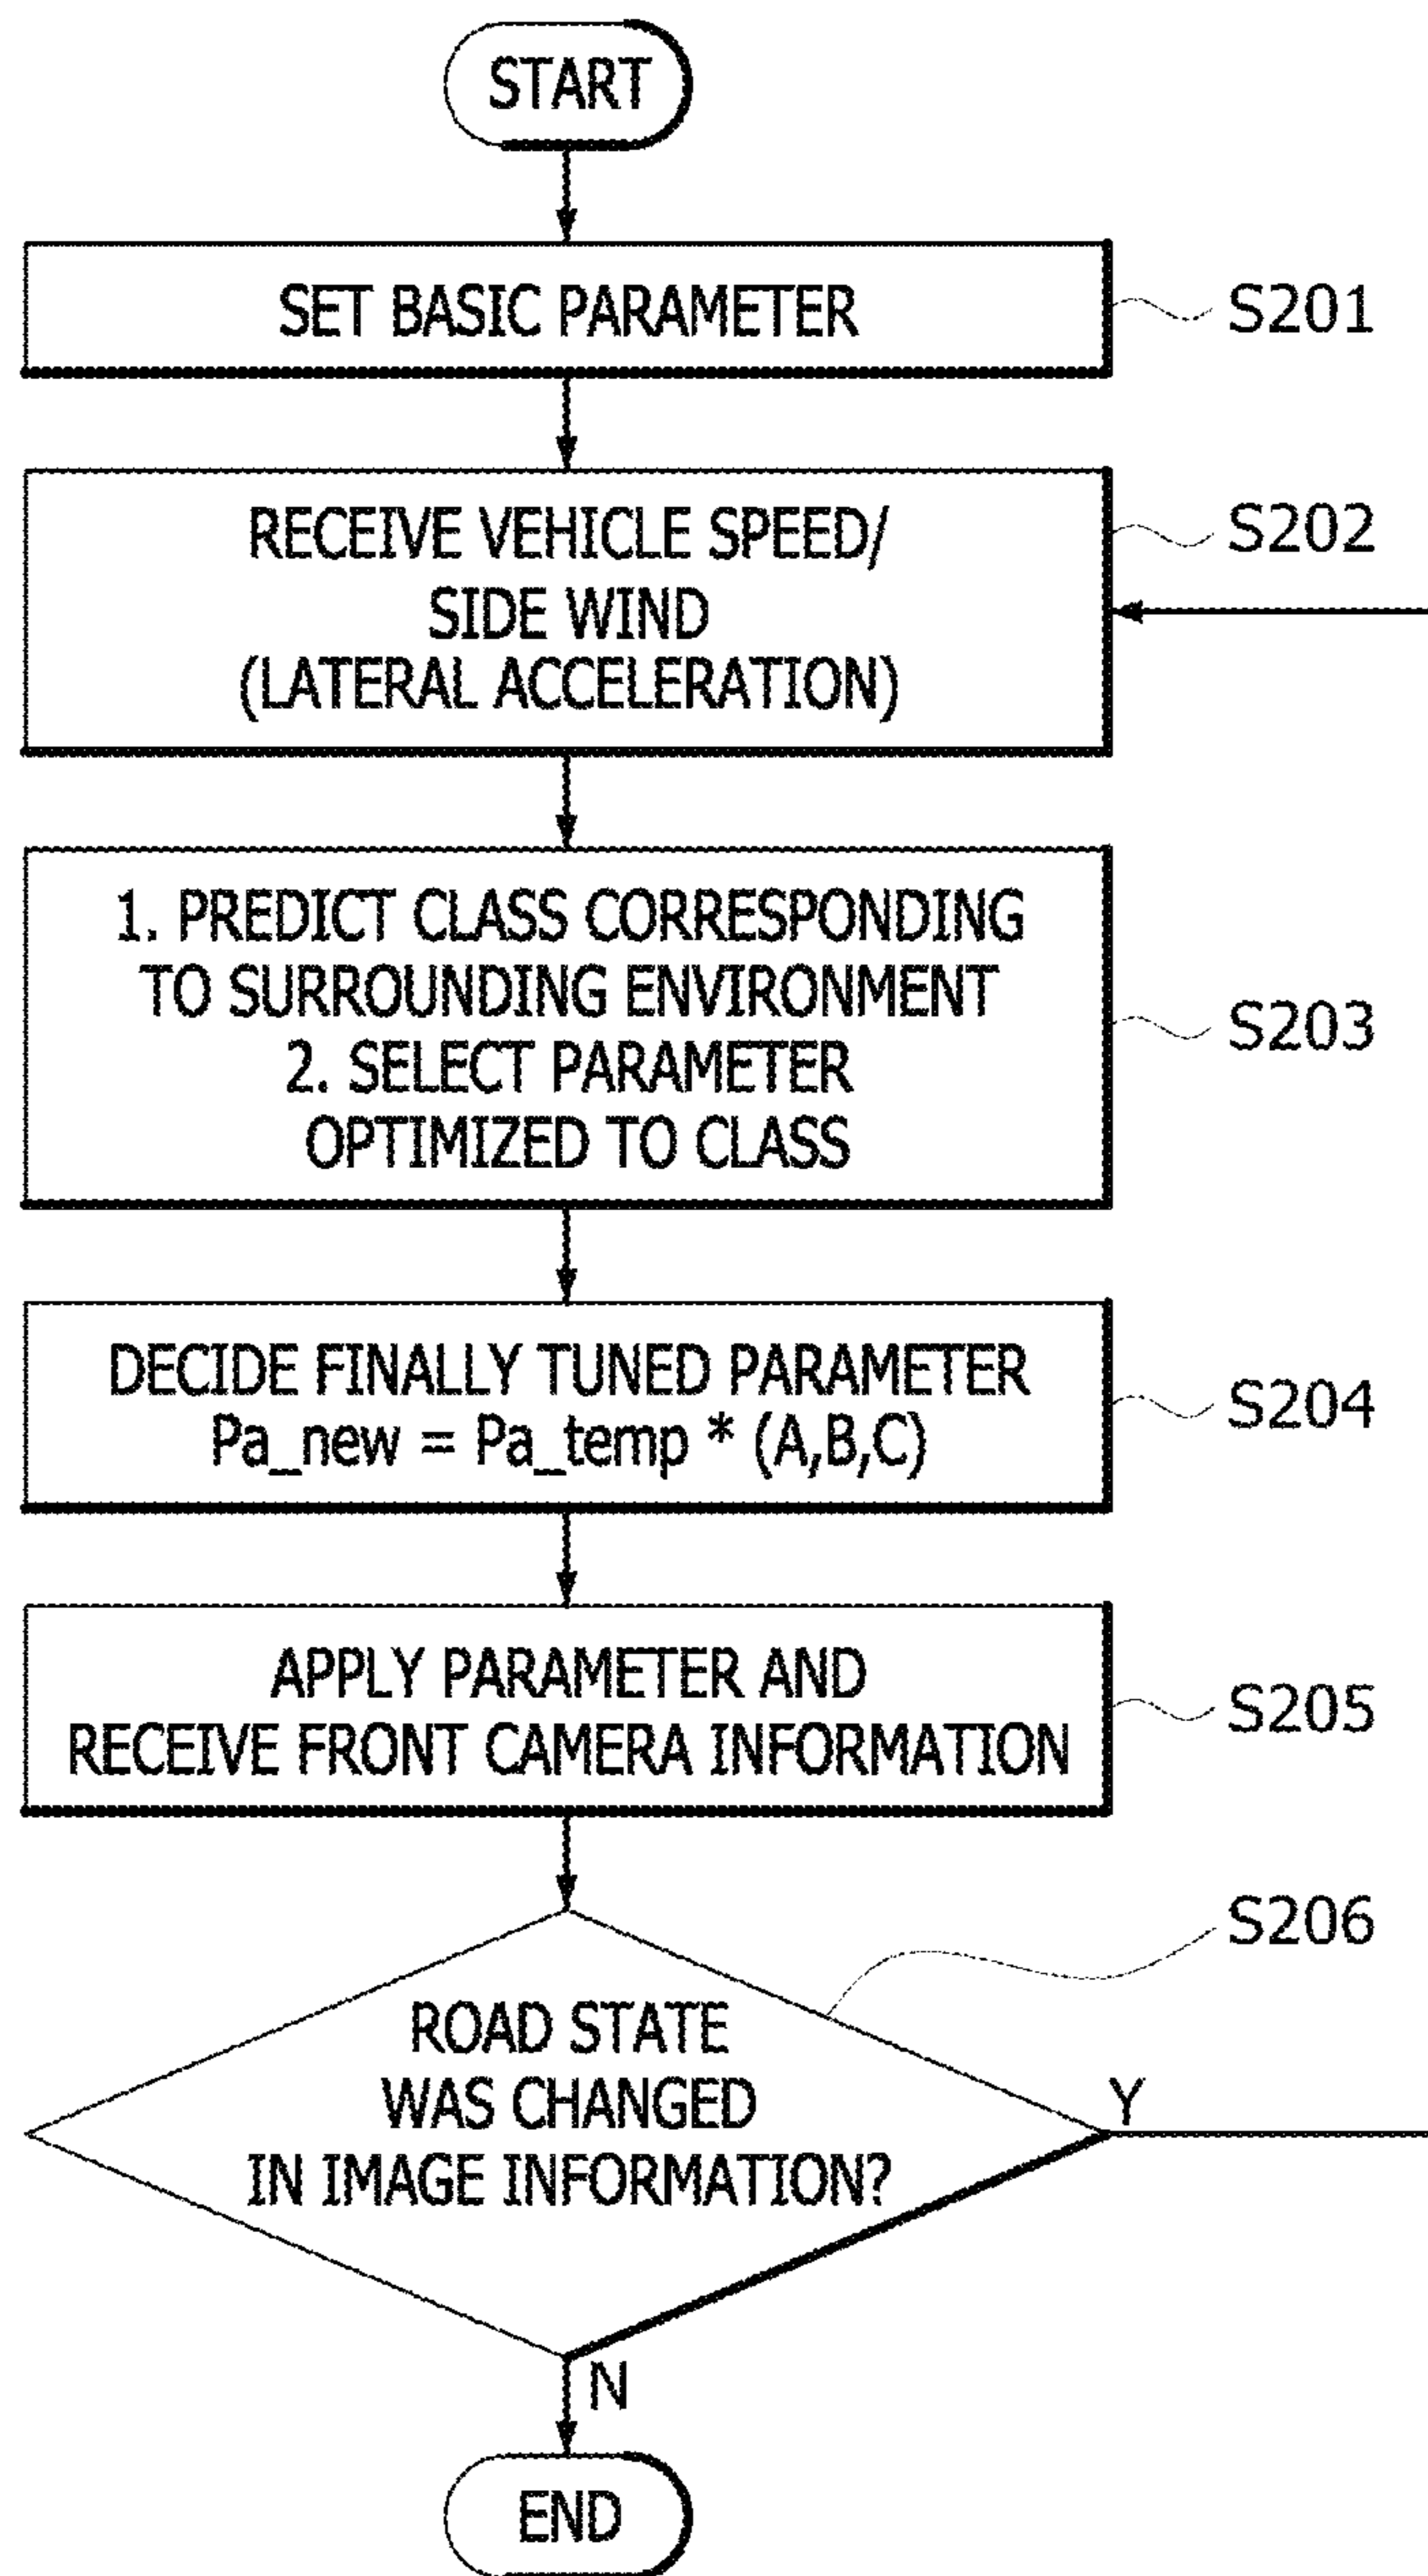 START
SET BASIC PARAMETER
S201
RECEIVE VEHICLE SPEED/
SIDE WIND
(LATERAL ACCELERATION)
S202
1. PREDICT CLASS CORRESPONDING
TO SURROUNDING ENVIRONMENT
2. SELECT PARAMETER
OPTIMIZED TO CLASS
S203
DECIDE FINALLY TUNED PARAMETER
Pa_new = Pa_temp * (A,B,C)
S204
APPLY PARAMETER AND
RECEIVE FRONT CAMERA INFORMATION
S205
S206
ROAD STATE
WAS CHANGED
IN IMAGE INFORMATION?
Y
N
END